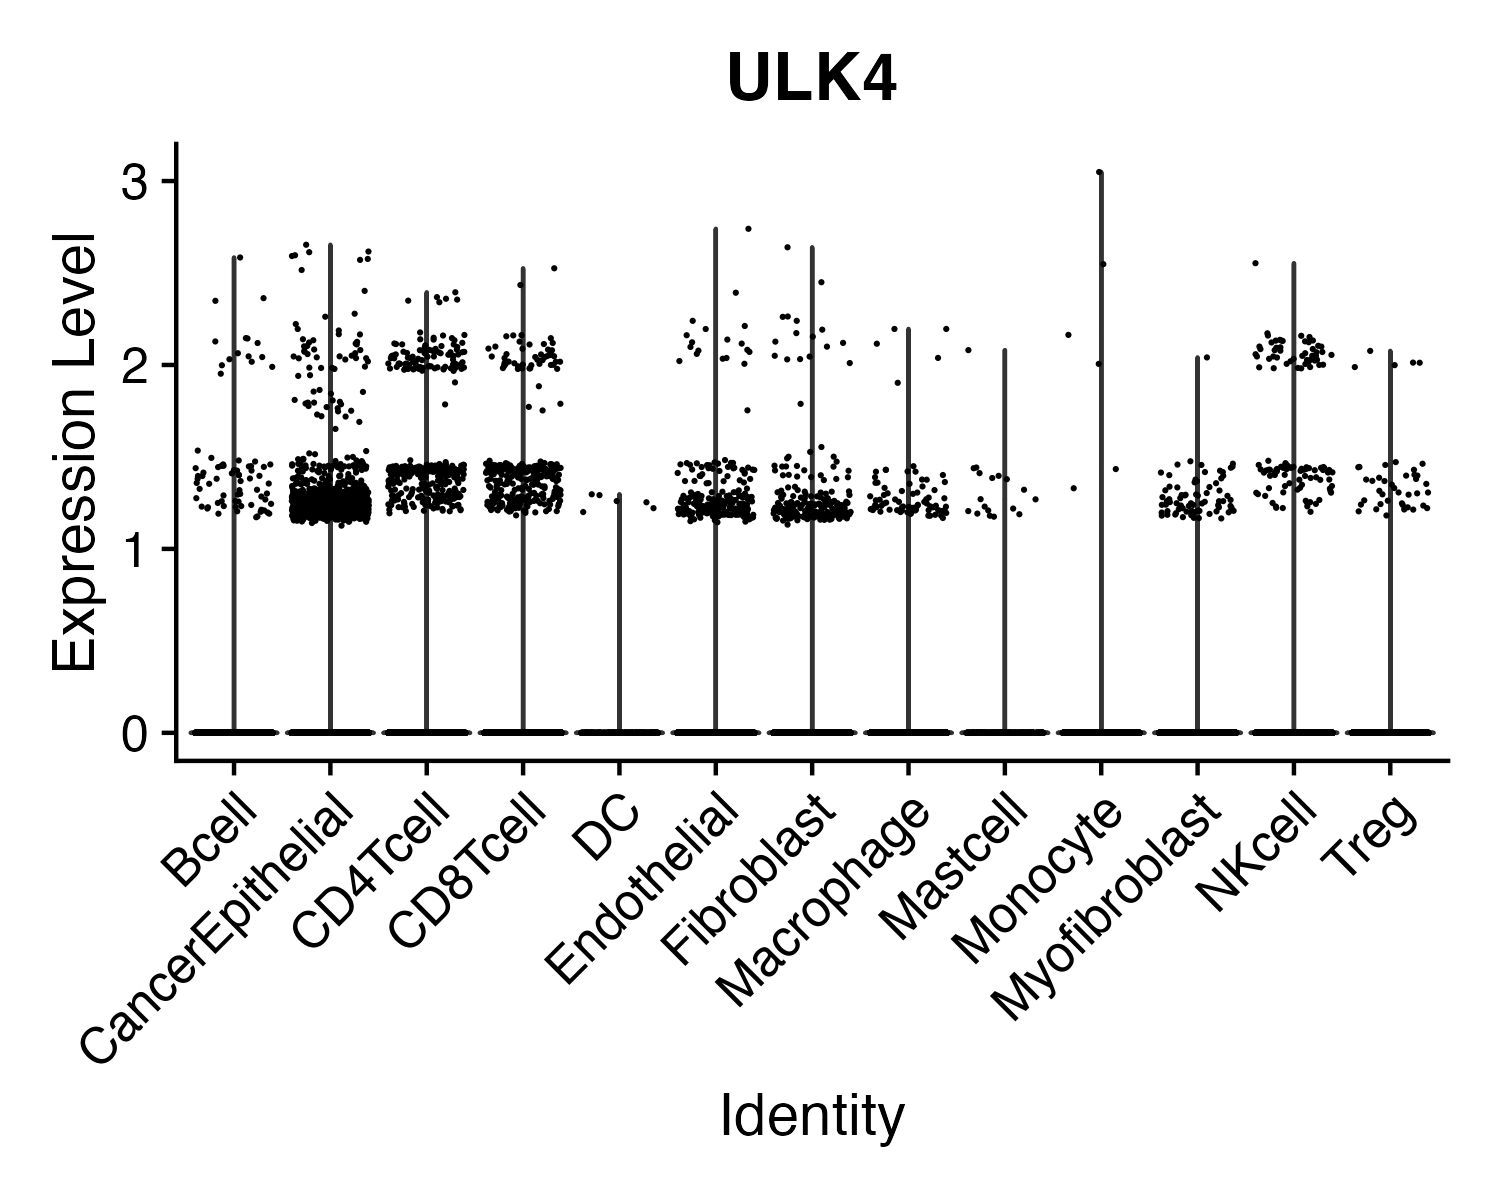 ULK4
Expression Level
3
2
1
0
Bcell
CancerEpithelial
CD4Tcell
CD8Tcell
DC
Endothelial
Fibroblast
Macrophage
Mastcell
Monocyte
Myofibroblast
NKcell
Treg
Identity